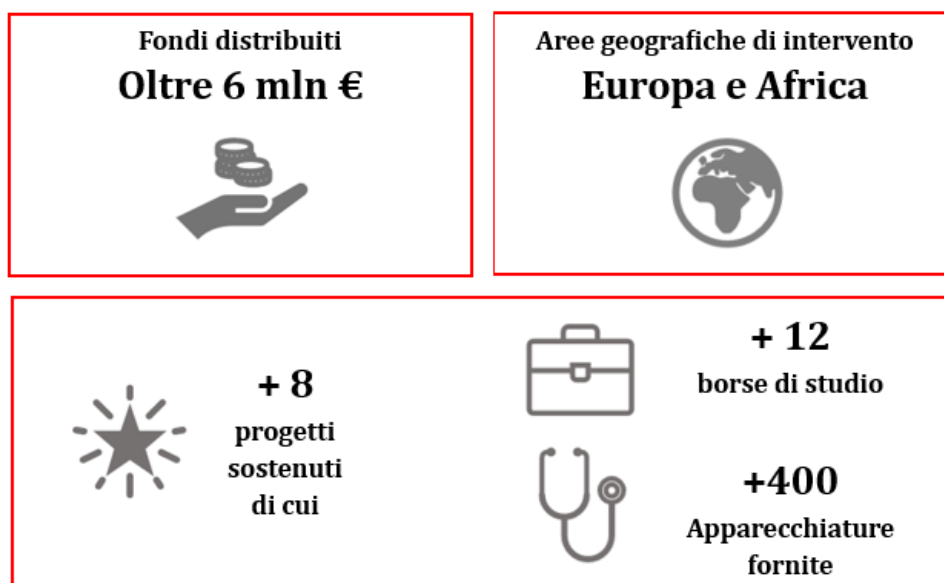 Fondi distribuiti
Oltre 6 mln €
Aree geografiche di intervento
Europa e Africa
+ 8
progetti
sostenuti
di cui
+ 12
borse di studio
+400
Apparecchiature
fornite